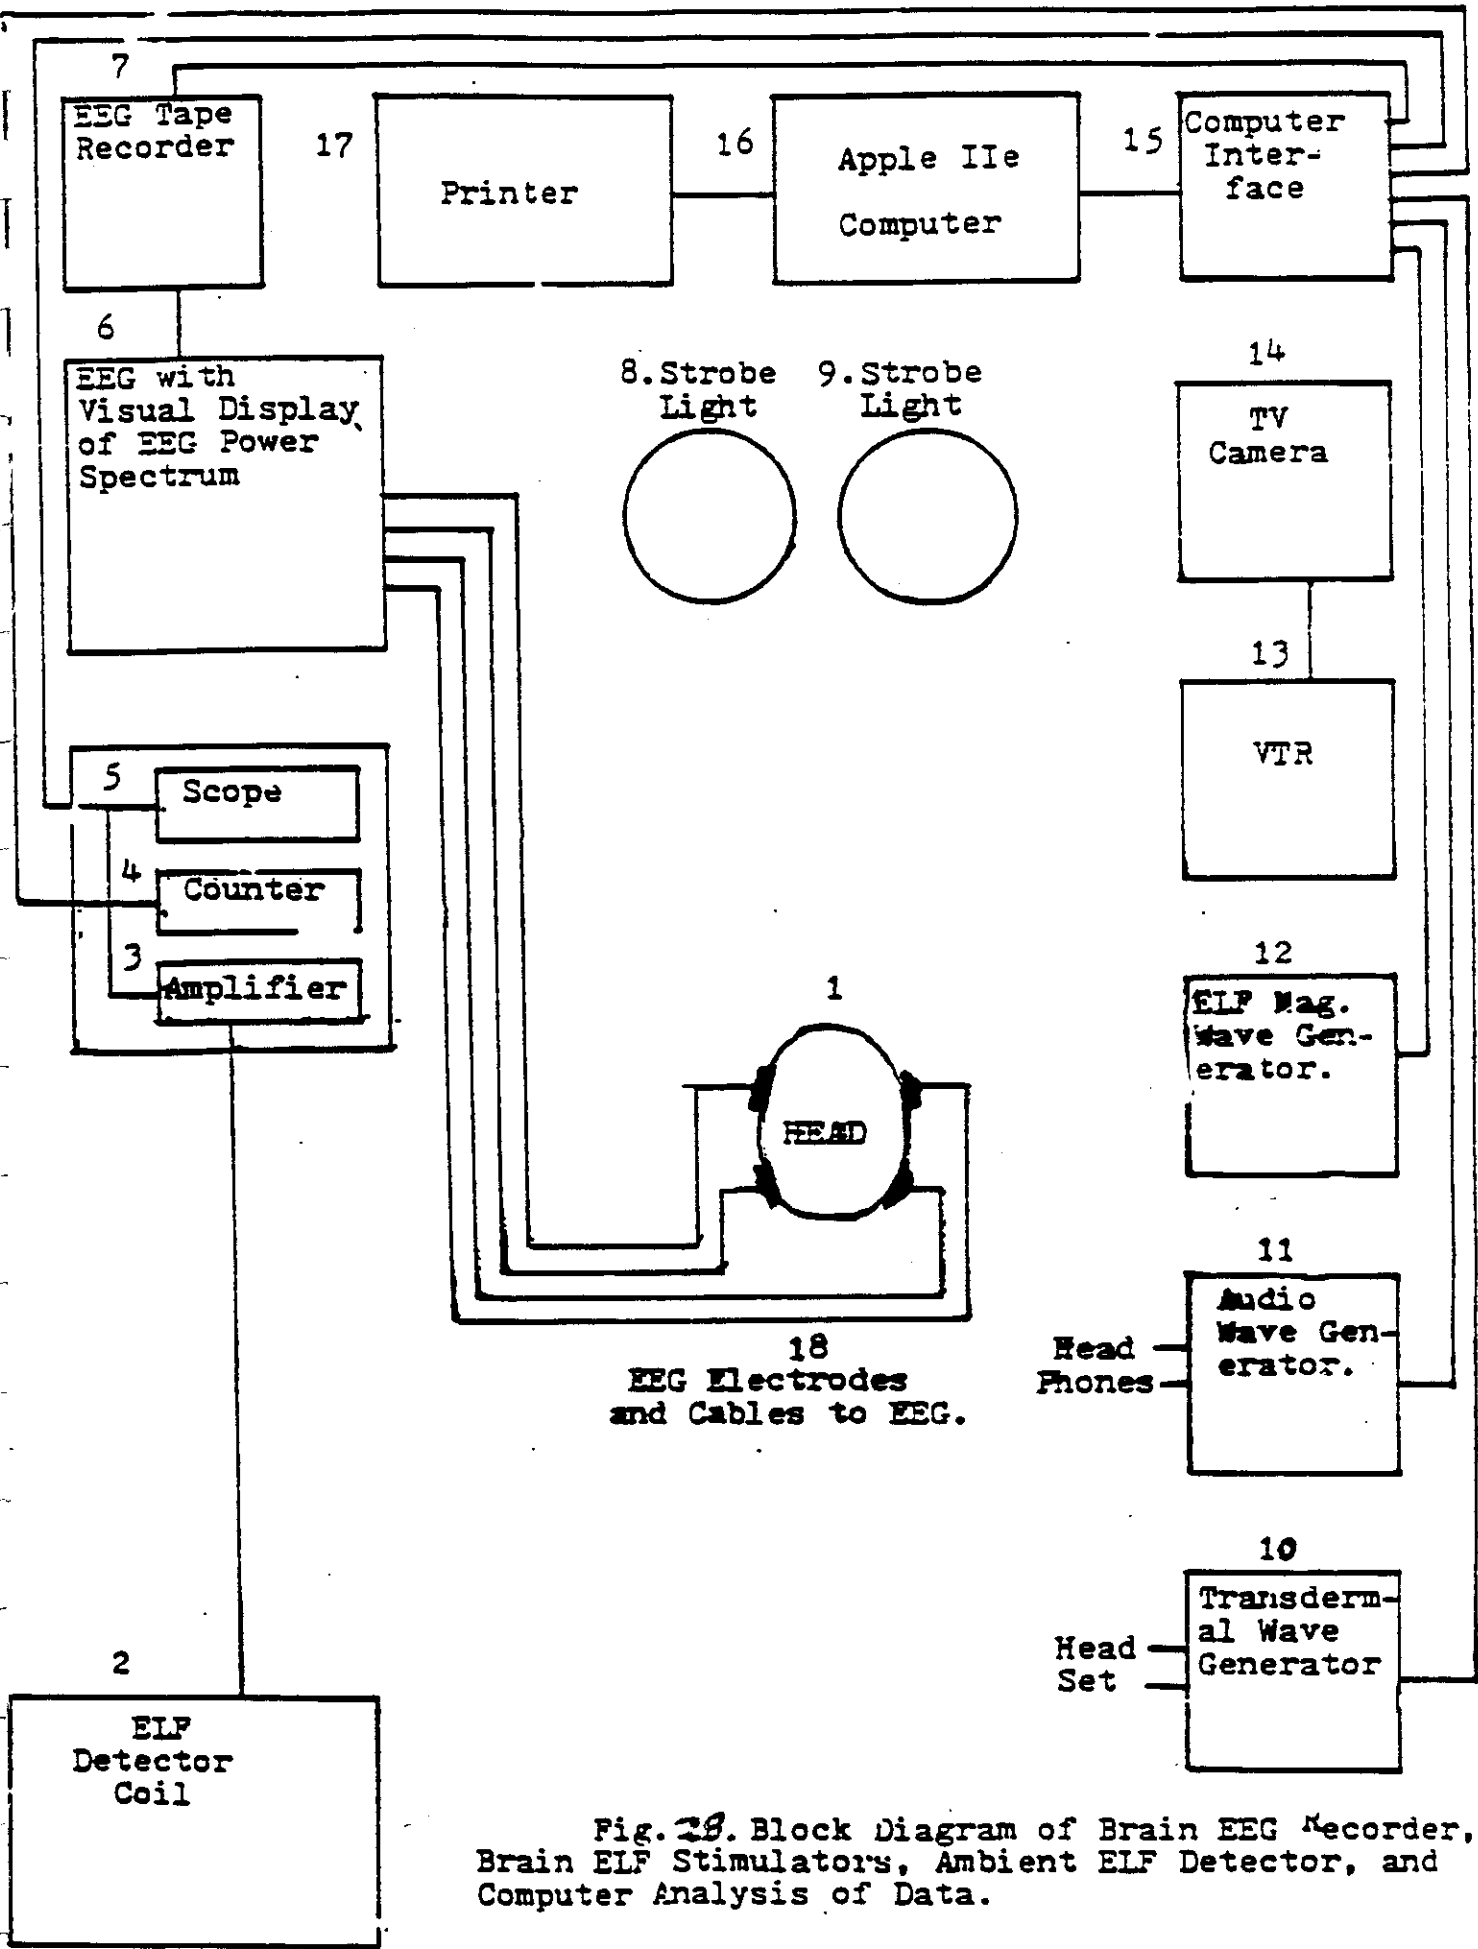 7
EEG Tape
Recorder
17
Printer
16
Apple IIe
Computer
15
Computer
Inter-
face
6
EEG with
Visual Display
of EEG Power
Spectrum
8.Strobe
Light
9.Strobe
Light
14
TV
Camera
13
VTR
5
Scope
4
Counter
3
Amplifier
12
ELF Mag.
Wave Gen-
erator.
1
HEAD
11
Audio
Wave Gen-
erator.
Head
Phones
18
EEG Electrodes
and Cables to EEG.
10
Transderm-
al Wave
Generator
Head
Set
2
ELF
Detector
Coil
Fig. 28. Block Diagram of Brain EEG Recorder,
Brain ELF Stimulators, Ambient ELF Detector, and
Computer Analysis of Data.